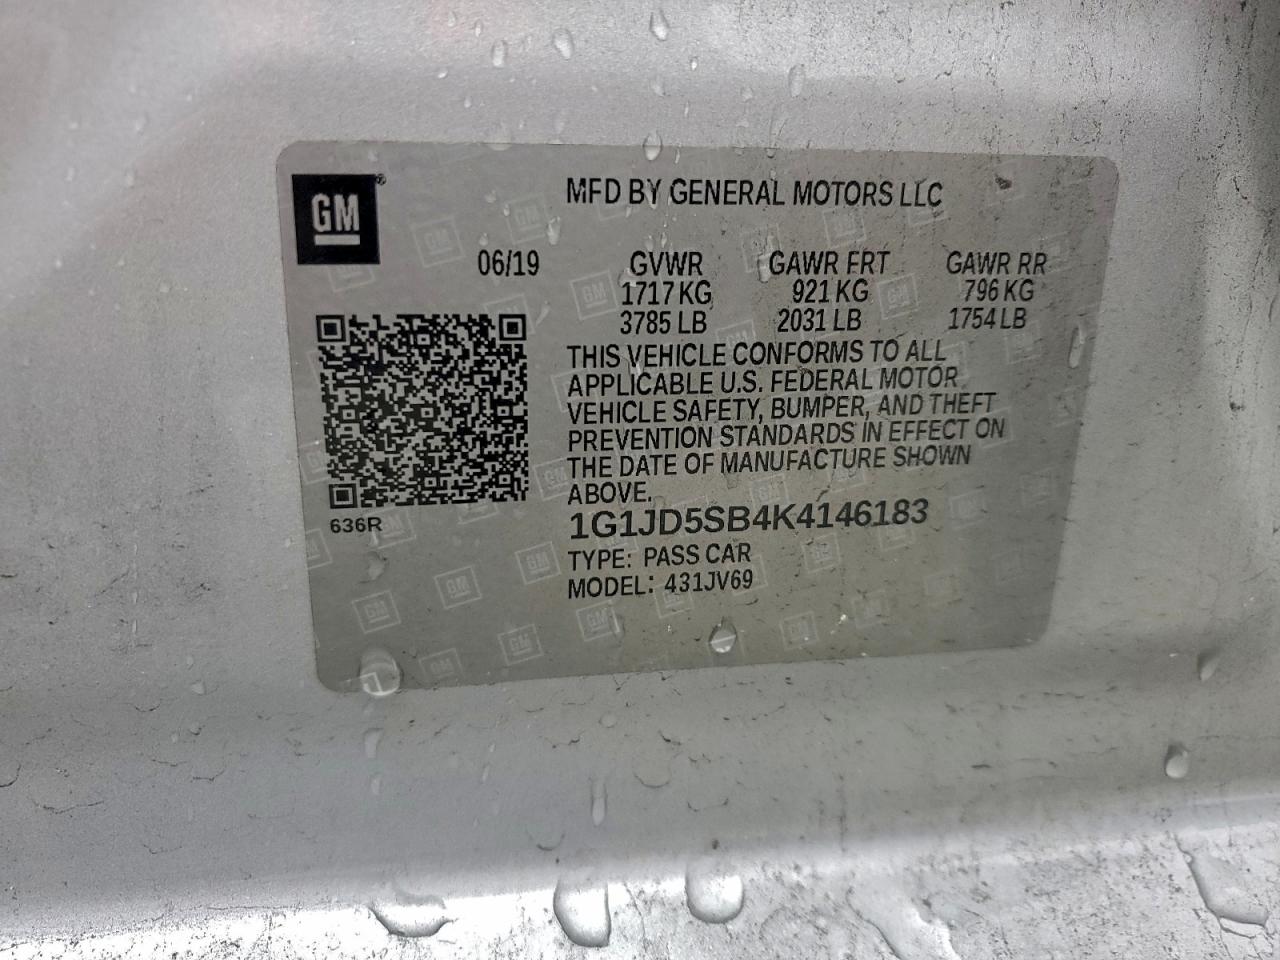 GM®
MFD BY GENERAL MOTORS LLC
06/19 GVWR GAWR FRT GAWR RR
1717 KG 921 KG 796 KG
3785 LB 2031 LB 1754 LB
THIS VEHICLE CONFORMS TO ALL
APPLICABLE U.S. FEDERAL MOTOR
VEHICLE SAFETY, BUMPER, AND THEFT
PREVENTION STANDARDS IN EFFECT ON
THE DATE OF MANUFACTURE SHOWN
ABOVE.
636R
1G1JD5SB4K4146183
TYPE: PASS CAR
MODEL: 431JV69